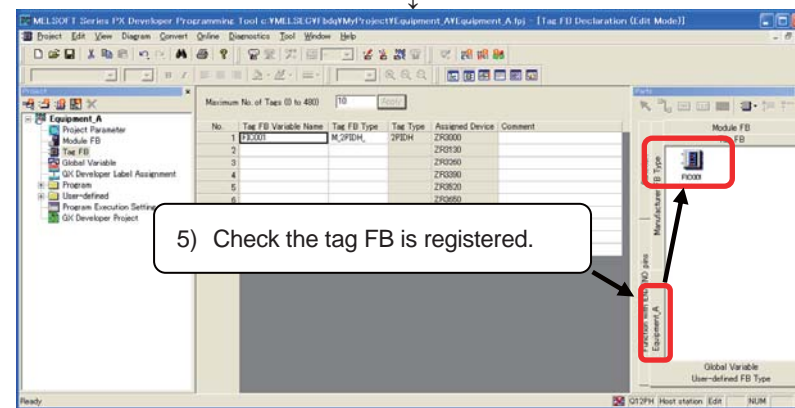 MELSOFT Series PX Developer Programming Tool c:¥MELSEC¥fbdq¥MyProject¥Equipment_A¥Equipment_A.fpj - [Tag FB Declaration (Edit Mode)]
Project Edit View Diagram Convert Online Diagnostics Tool Window Help
Project
Equipment_A
Project Parameter
Module FB
Tag FB
Global Variable
GX Developer Label Assignment
Program
User-defined
Program Execution Setting
GX Developer Project
Maximum No. of Tags (0 to 480) 10 Apply
No. Tag FB Variable Name Tag FB Type Tag Type Assigned Device Comment
1 FIC001 M_2PIDH_ 2PIDH ZR3000
2 ZR3130
3 ZR3260
4 ZR3390
5 ZR3520
6 ZR3650
5) Check the tag FB is registered.
Parts
Module FB
FB
FIC001
Manufacturer FB Type
Function with EN/ENO pins
Equipment_A
Global Variable
User-defined FB Type
Ready
Q12PH Host station Edit NUM